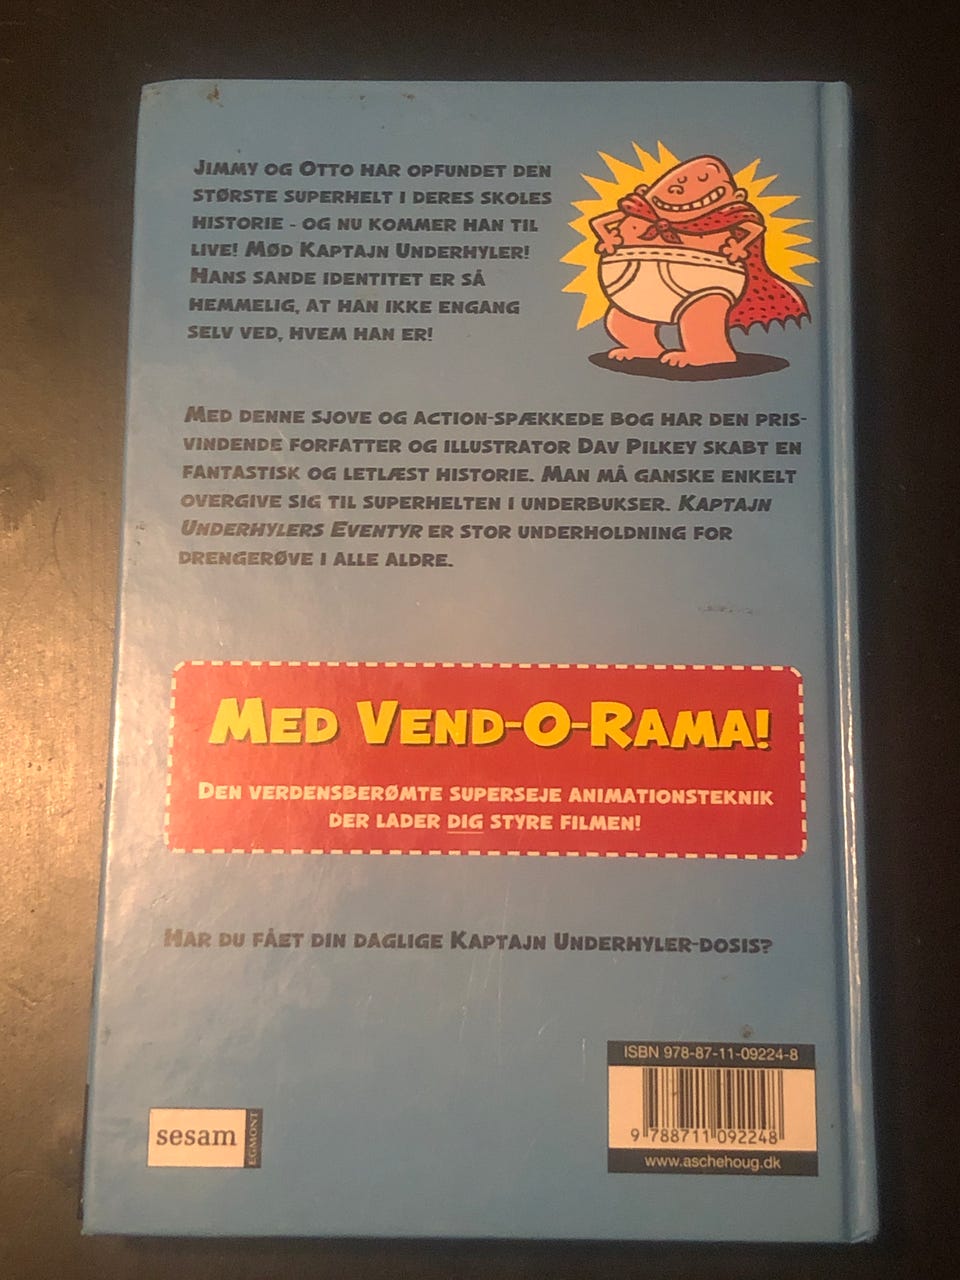 JIMMY OG OTTO HAR OPFUNDET DEN
STØRSTE SUPERHELT I DERES SKOLES
HISTORIE - OG NU KOMMER HAN TIL
LIVE! MØD KAPTAJN UNDERHYLER!
HANS SANDE IDENTITET ER SÅ
HEMMELIG, AT HAN IKKE ENGANG
SELV VED, HVEM HAN ER!
MED DENNE SJOVE OG ACTION-SPÆKKEDE BOG HAR DEN PRIS-
VINDENDE FORFATTER OG ILLUSTRATOR DAV PILKEY SKABT EN
FANTASTISK OG LETLÆST HISTORIE. MAN MÅ GANSKE ENKELT
OVERGIVE SIG TIL SUPERHELTEN I UNDERBUKSER. KAPTAJN
UNDERHYLERS EVENTYR ER STOR UNDERHOLDNING FOR
DRENGERØVE I ALLE ALDRE.
MED VEND-O-RAMA!
DEN VERDENSBERØMTE SUPERSEJE ANIMATIONSTEKNIK
DER LADER DIG STYRE FILMEN!
HAR DU FÅET DIN DAGLIGE KAPTAJN UNDERHYLER-DOSIS?
ISBN 978-87-11-09224-8
9 788711 092248
www.aschehoug.dk
sesam
EGMONT